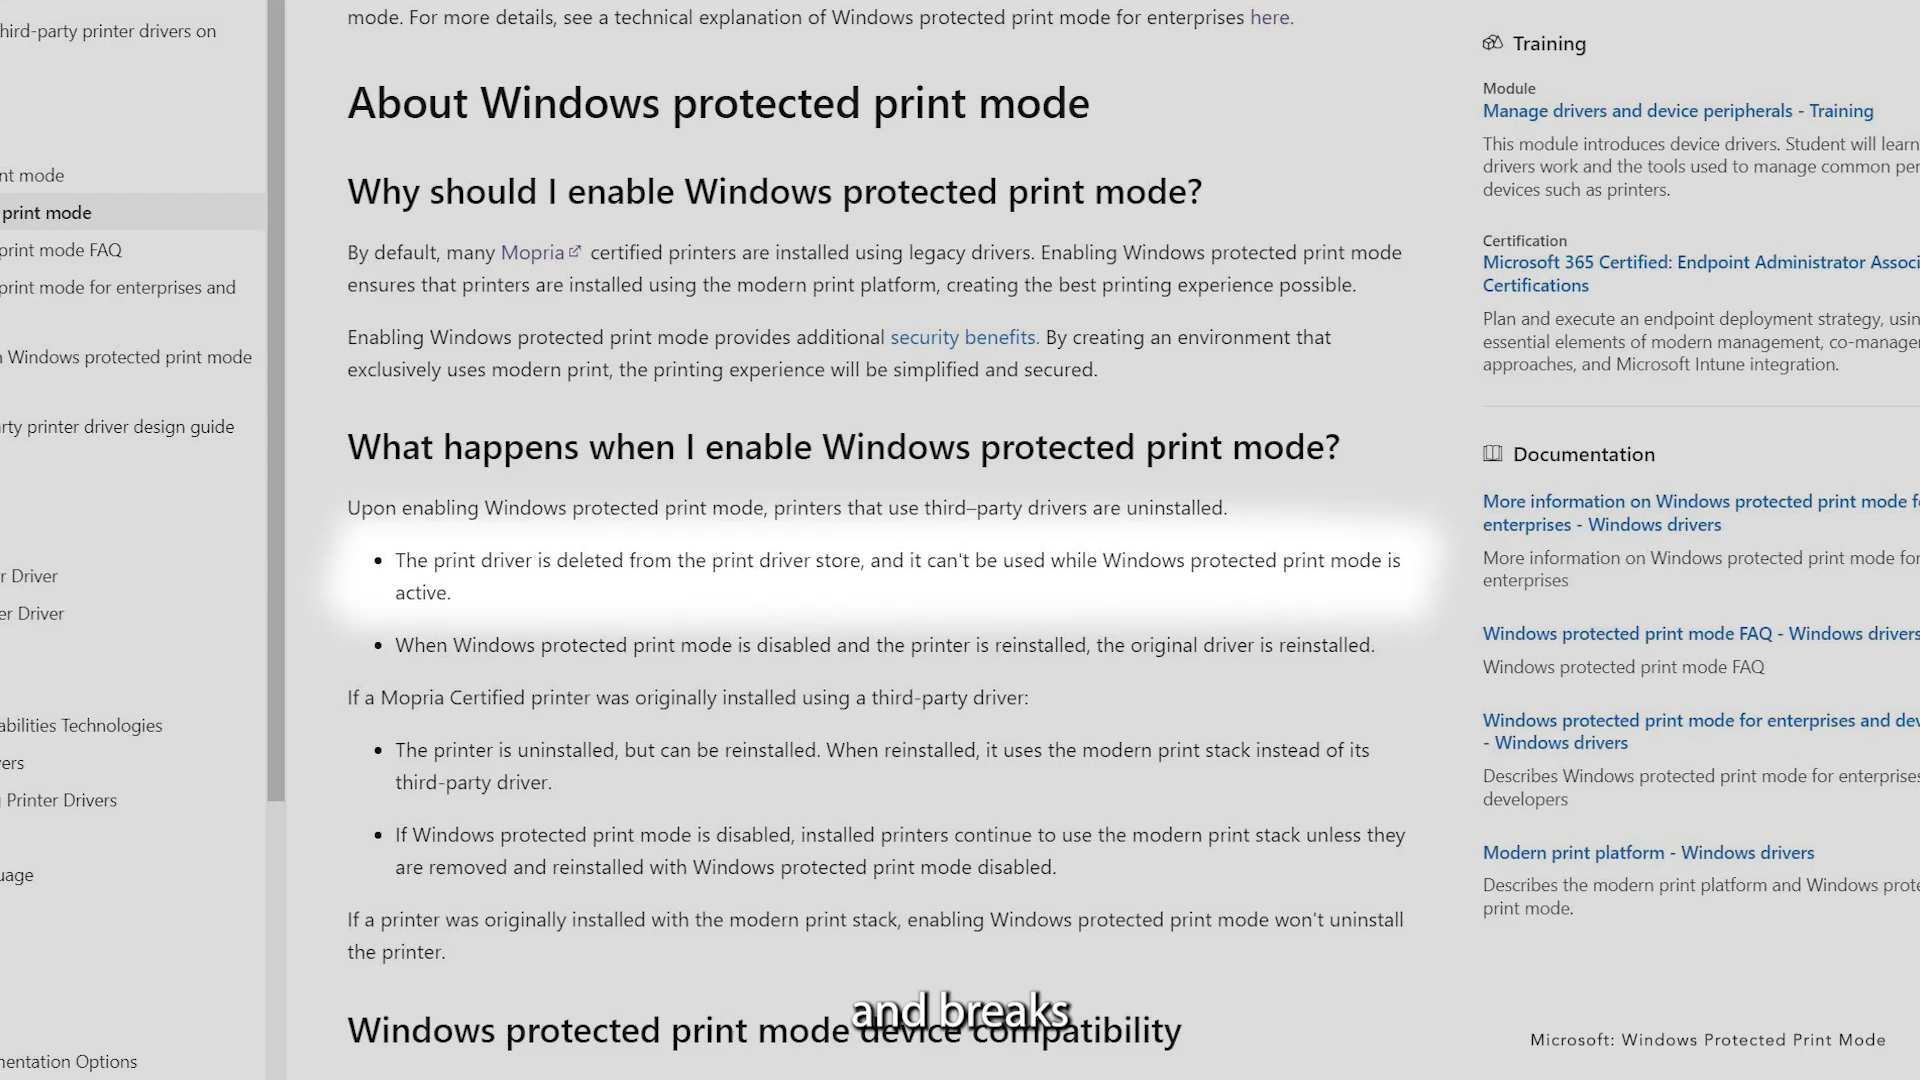 mode. For more details, see a technical explanation of Windows protected print mode for enterprises here.
hird-party printer drivers on
nt mode
print mode
print mode FAQ
print mode for enterprises and
Windows protected print mode
rty printer driver design guide
r Driver
er Driver
abilities Technologies
ers
Printer Drivers
uage
mentation Options
About Windows protected print mode
Why should I enable Windows protected print mode?
By default, many Mopria certified printers are installed using legacy drivers. Enabling Windows protected print mode
ensures that printers are installed using the modern print platform, creating the best printing experience possible.
Enabling Windows protected print mode provides additional security benefits. By creating an environment that
exclusively uses modern print, the printing experience will be simplified and secured.
What happens when I enable Windows protected print mode?
Upon enabling Windows protected print mode, printers that use third–party drivers are uninstalled.
• The print driver is deleted from the print driver store, and it can't be used while Windows protected print mode is
active.
• When Windows protected print mode is disabled and the printer is reinstalled, the original driver is reinstalled.
If a Mopria Certified printer was originally installed using a third-party driver:
• The printer is uninstalled, but can be reinstalled. When reinstalled, it uses the modern print stack instead of its
third-party driver.
• If Windows protected print mode is disabled, installed printers continue to use the modern print stack unless they
are removed and reinstalled with Windows protected print mode disabled.
If a printer was originally installed with the modern print stack, enabling Windows protected print mode won't uninstall
the printer.
Windows protected print mode device compatibility
and breaks
Training
Module
Manage drivers and device peripherals - Training
This module introduces device drivers. Student will learn
drivers work and the tools used to manage common per
devices such as printers.
Certification
Microsoft 365 Certified: Endpoint Administrator Associ
Certifications
Plan and execute an endpoint deployment strategy, usin
essential elements of modern management, co-manager
approaches, and Microsoft Intune integration.
Documentation
More information on Windows protected print mode f
enterprises - Windows drivers
More information on Windows protected print mode for
enterprises
Windows protected print mode FAQ - Windows drivers
Windows protected print mode FAQ
Windows protected print mode for enterprises and dev
- Windows drivers
Describes Windows protected print mode for enterprises
developers
Modern print platform - Windows drivers
Describes the modern print platform and Windows prote
print mode.
Microsoft: Windows Protected Print Mode